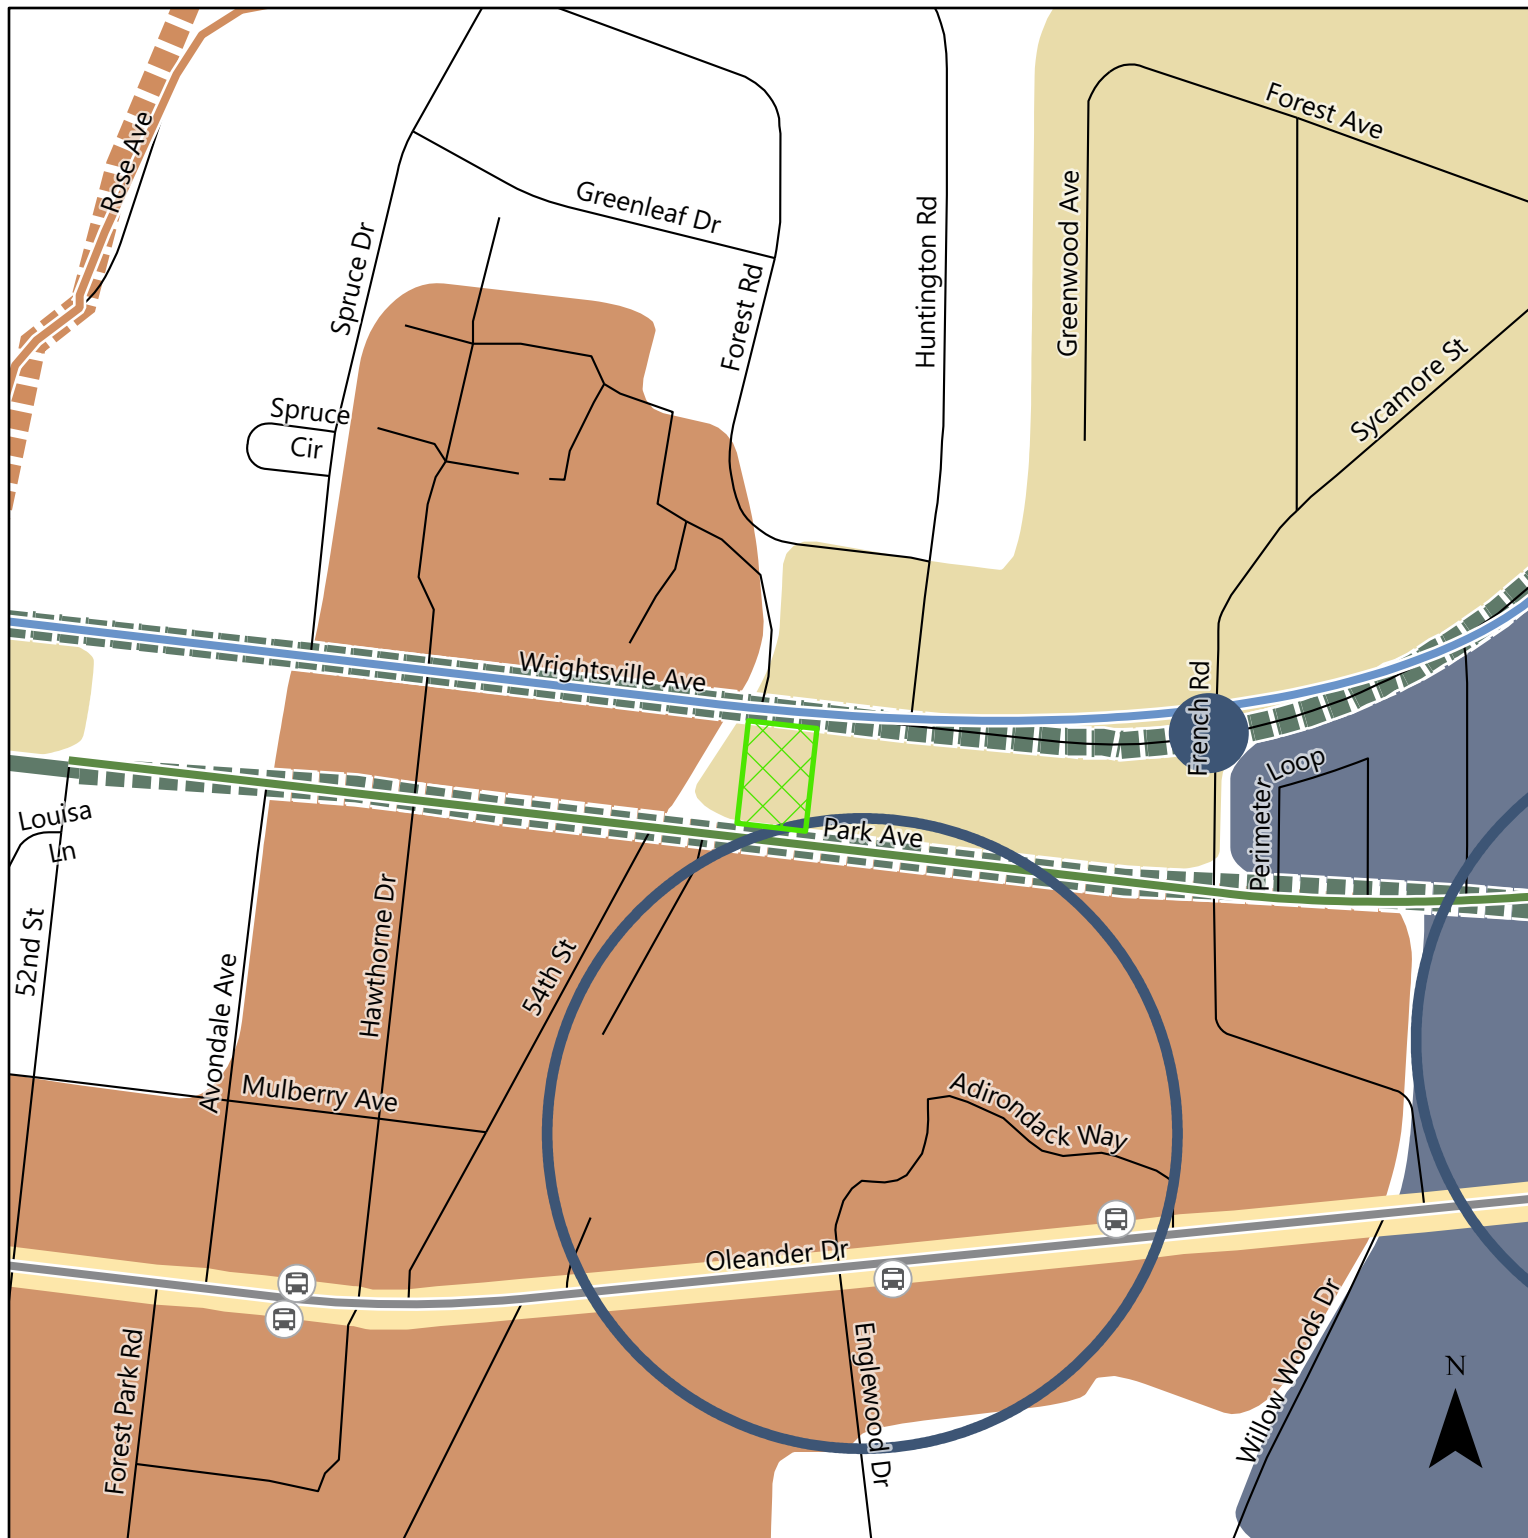 Rose Ave
Forest Ave
Greenleaf Dr
Greenwood Ave
Huntington Rd
Spruce Dr
Forest Rd
Sycamore St
Spruce
Cir
Wrightsville Ave
French Rd
Perimeter Loop
Louisa
Ln
Park Ave
52nd St
Avondale Ave
Hawthorne Dr
54th St
Mulberry Ave
Adirondack Way
Oleander Dr
Forest Park Rd
Englewood Dr
Willow Woods Dr
N